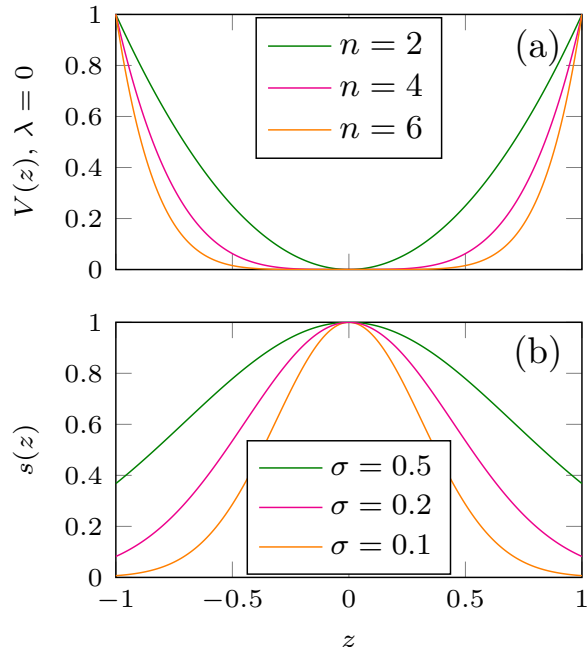 1
0.8
0.6
0.4
0.2
0
V(z), λ = 0
(a)
n = 2
n = 4
n = 6
1
0.8
0.6
0.4
0.2
0
s(z)
(b)
σ = 0.5
σ = 0.2
σ = 0.1
−1 −0.5 0 0.5 1
z